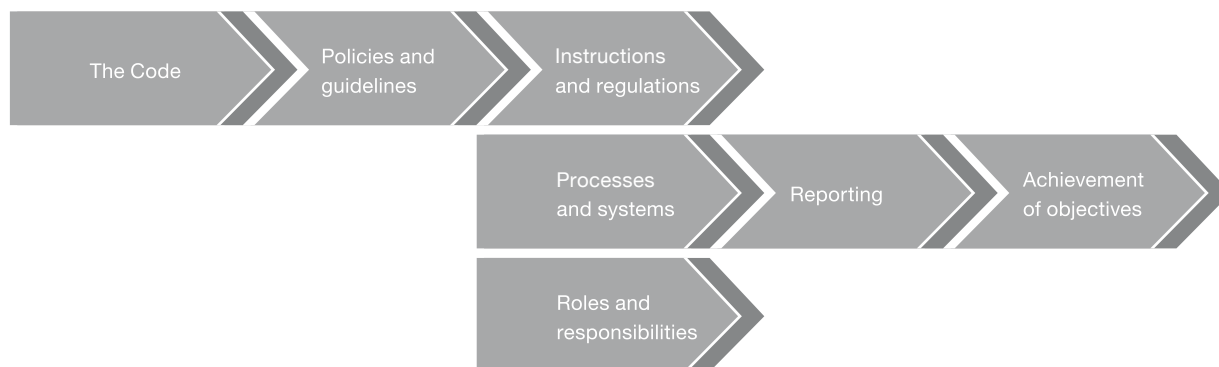 The Code
Policies and
guidelines
Instructions
and regulations
Processes
and systems
Reporting
Achievement
of objectives
Roles and
responsibilities